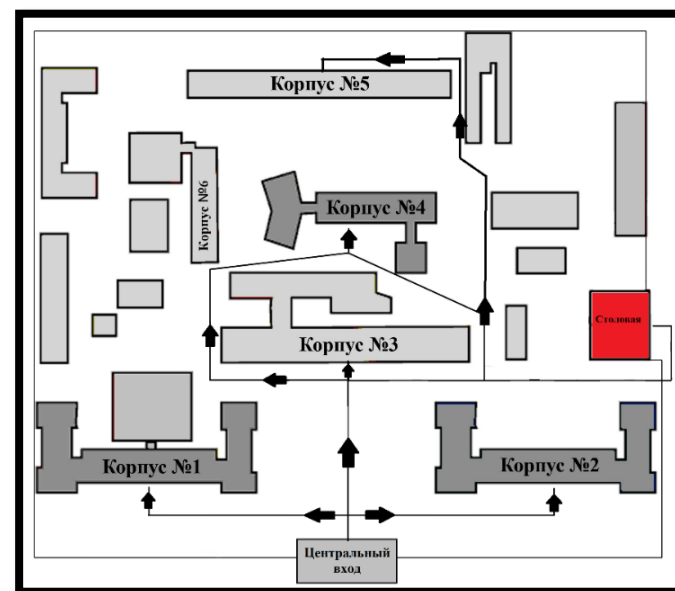 Корпус №5
Корпус №6
Корпус №4
Столовая
Корпус №3
Корпус №1
Корпус №2
Центральный
вход